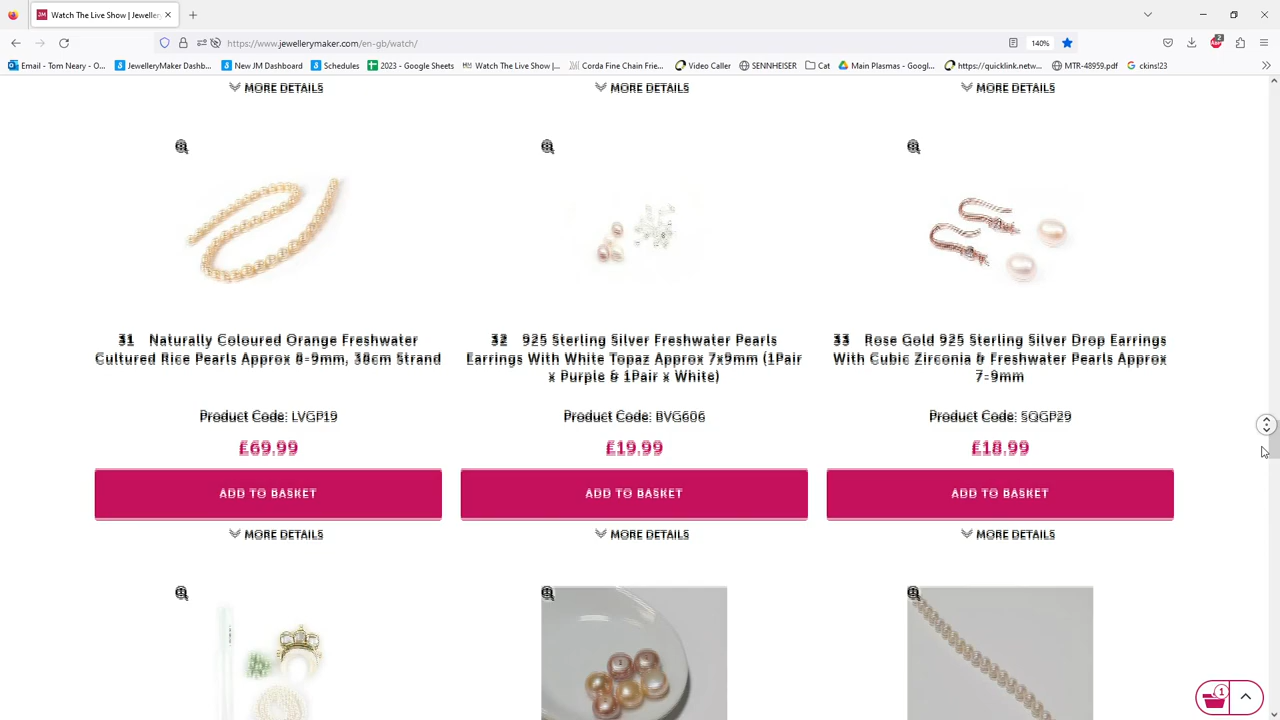 JM Watch The Live Show | Jeweller
https://www.jewellerymaker.com/en-gb/watch/
140%
2
Email - Tom Neary - O...
JewelleryMaker Dashb...
New JM Dashboard
Schedules
2023 - Google Sheets
Watch The Live Show |...
Corda Fine Chain Frie...
Video Caller
SENNHEISER
Cat
Main Plasmas - Googl...
https://quicklink.netw...
MTR-48959.pdf
ckins!23
MORE DETAILS
MORE DETAILS
MORE DETAILS
31 Naturally Coloured Orange Freshwater
Cultured Rice Pearls Approx 8-9mm, 38cm Strand
Product Code: LVGP19
£69.99
ADD TO BASKET
MORE DETAILS
32 925 Sterling Silver Freshwater Pearls
Earrings With White Topaz Approx 7x9mm (1Pair
x Purple & 1Pair x White)
Product Code: BVG606
£19.99
ADD TO BASKET
MORE DETAILS
33 Rose Gold 925 Sterling Silver Drop Earrings
With Cubic Zirconia & Freshwater Pearls Approx
7-9mm
Product Code: SQGP29
£18.99
ADD TO BASKET
MORE DETAILS
1